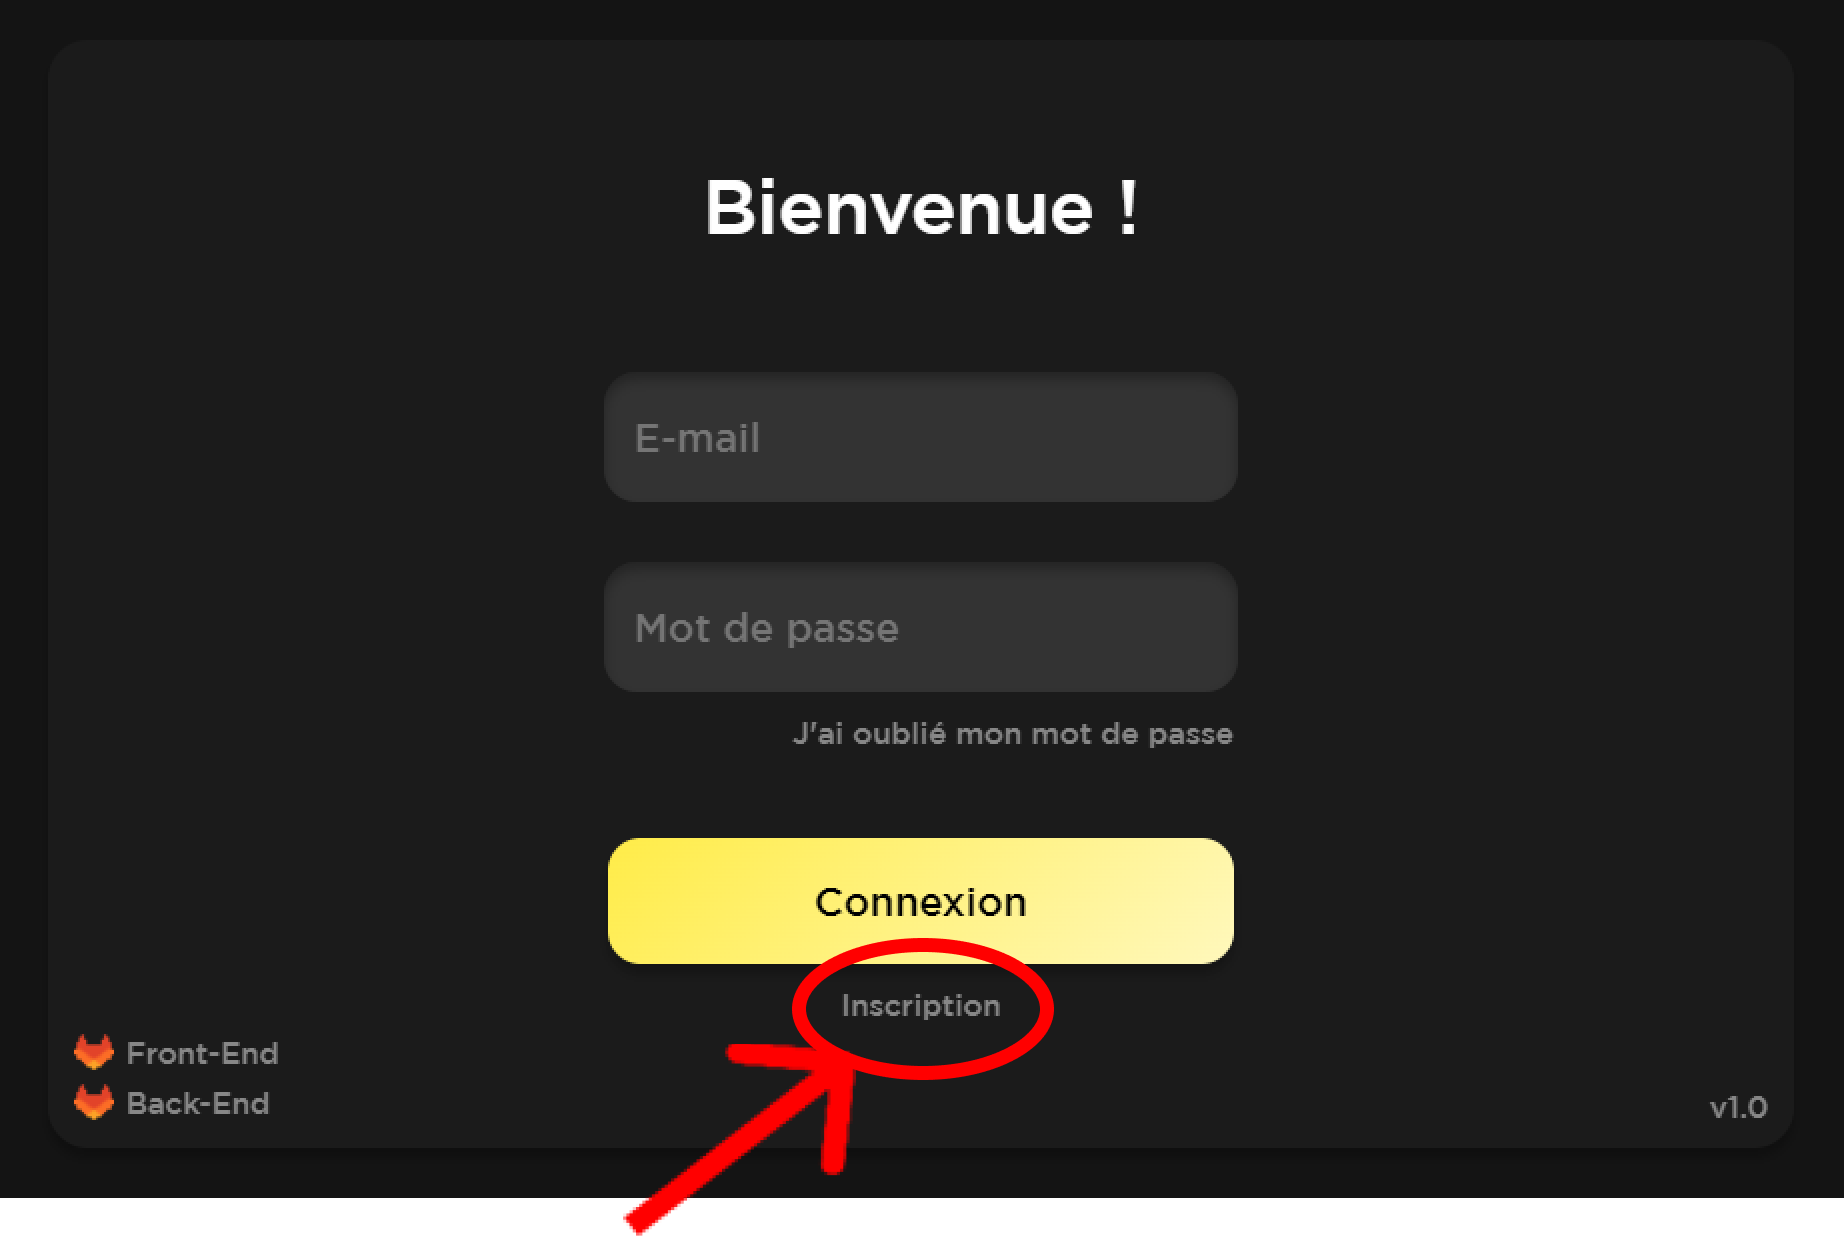 Bienvenue !
E-mail
Mot de passe
J'ai oublié mon mot de passe
Connexion
Inscription
Front-End
Back-End
v1.0